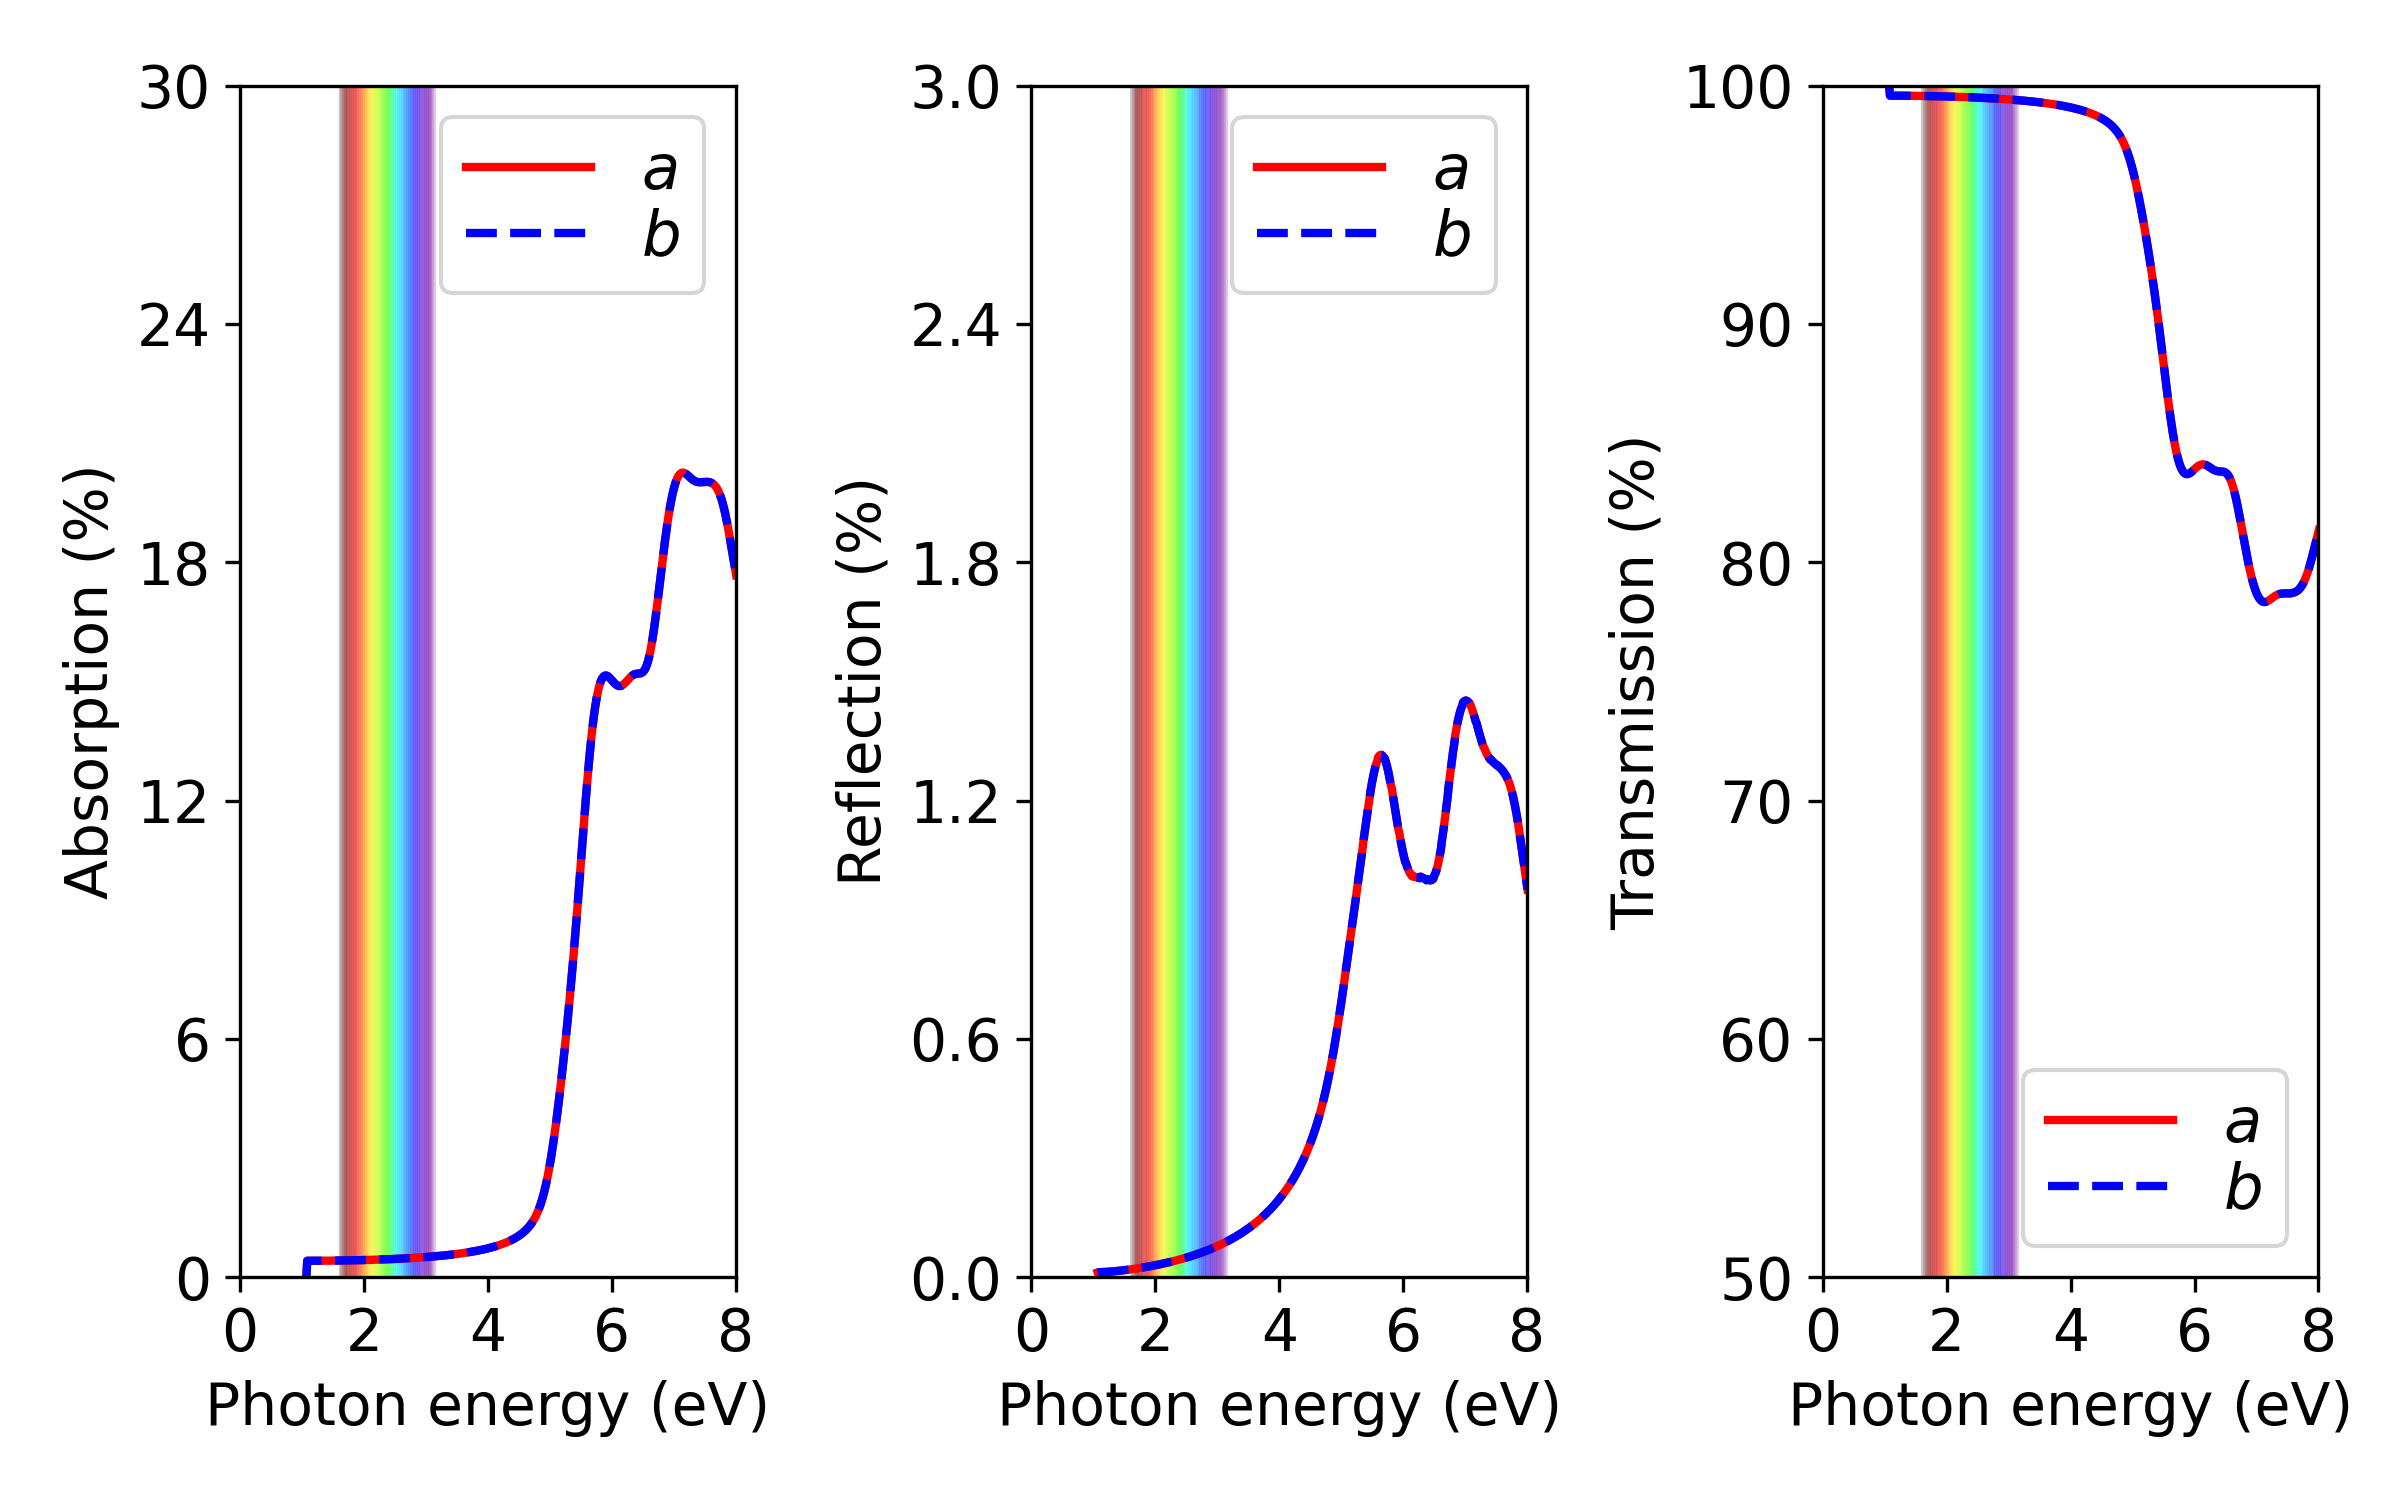 Absorption (%)
30
24
18
12
6
0
0 2 4 6 8
Photon energy (eV)
a
b
Reflection (%)
3.0
2.4
1.8
1.2
0.6
0.0
0 2 4 6 8
Photon energy (eV)
a
b
Transmission (%)
100
90
80
70
60
50
0 2 4 6 8
Photon energy (eV)
a
b